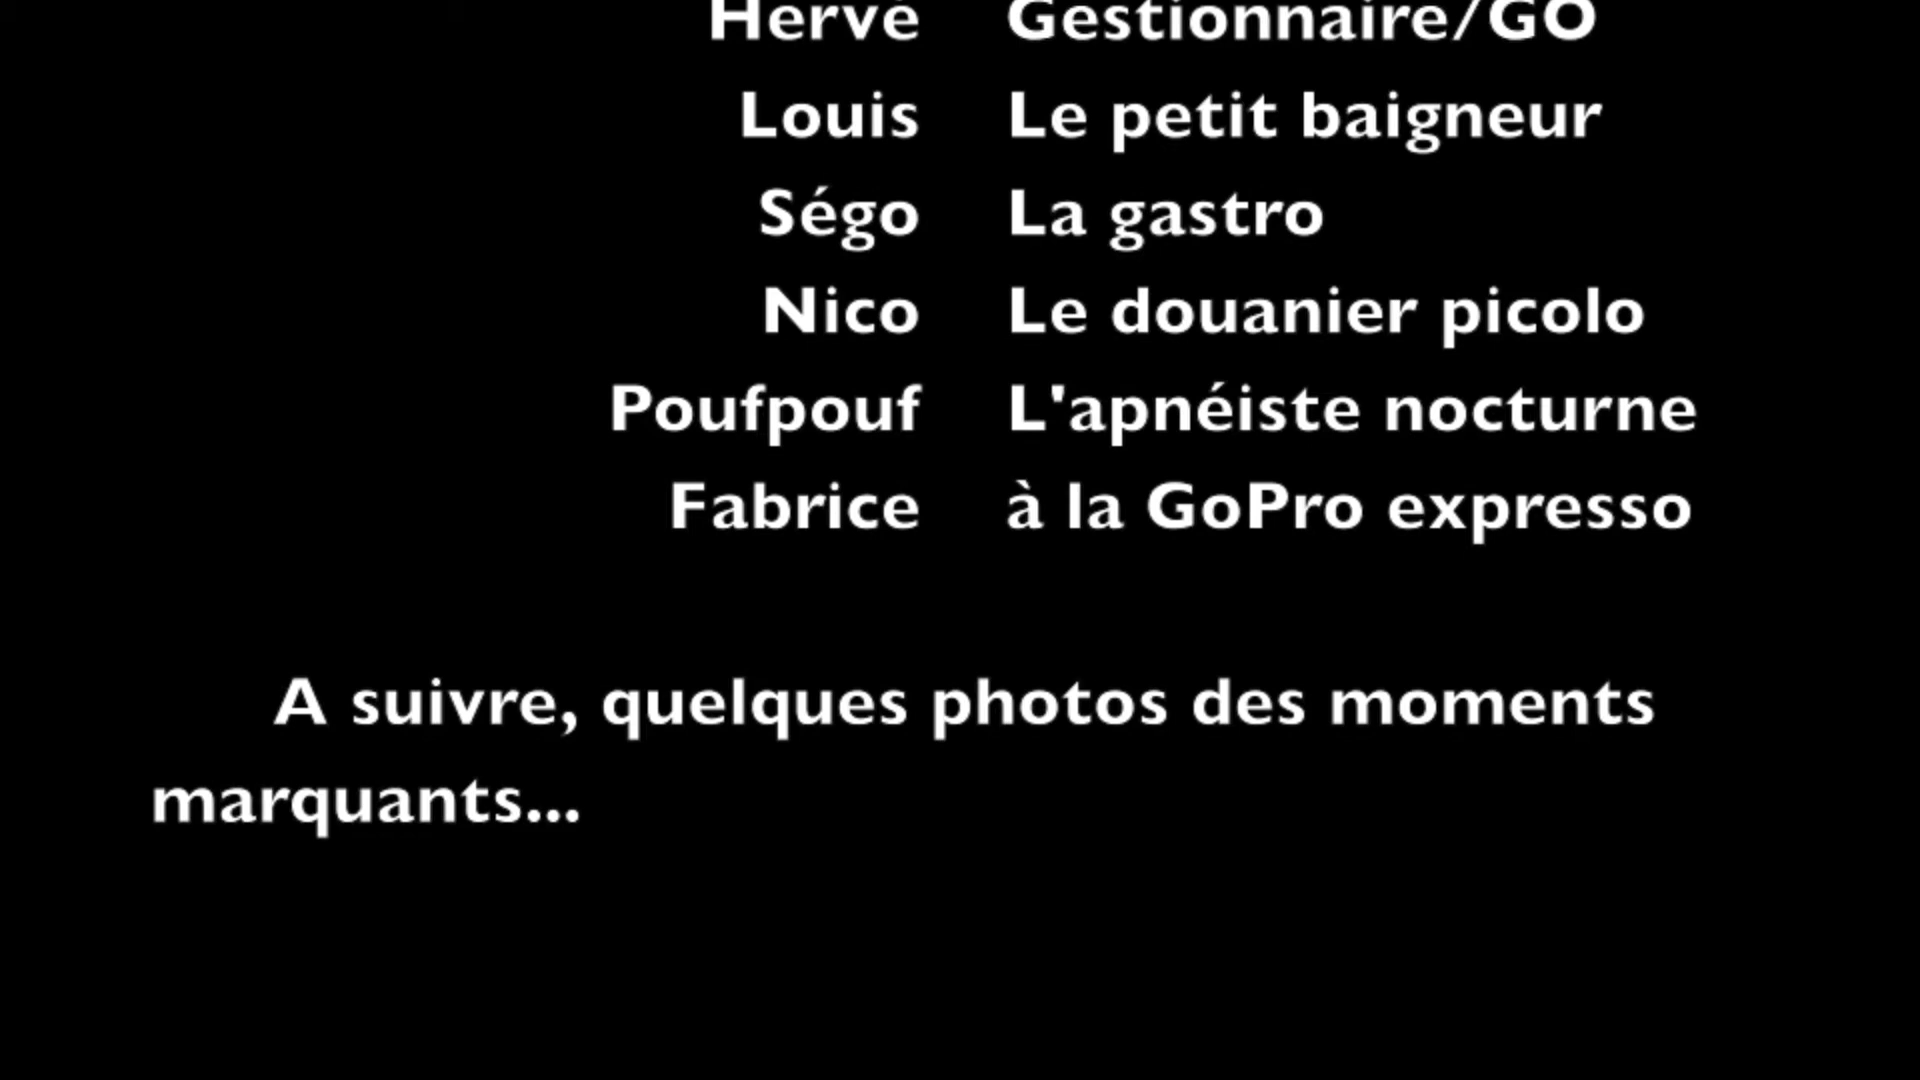 Hervé Gestionnaire/GO
Louis Le petit baigneur
Ségo La gastro
Nico Le douanier picolo
Poufpouf L'apnéiste nocturne
Fabrice à la GoPro expresso
A suivre, quelques photos des moments
marquants...